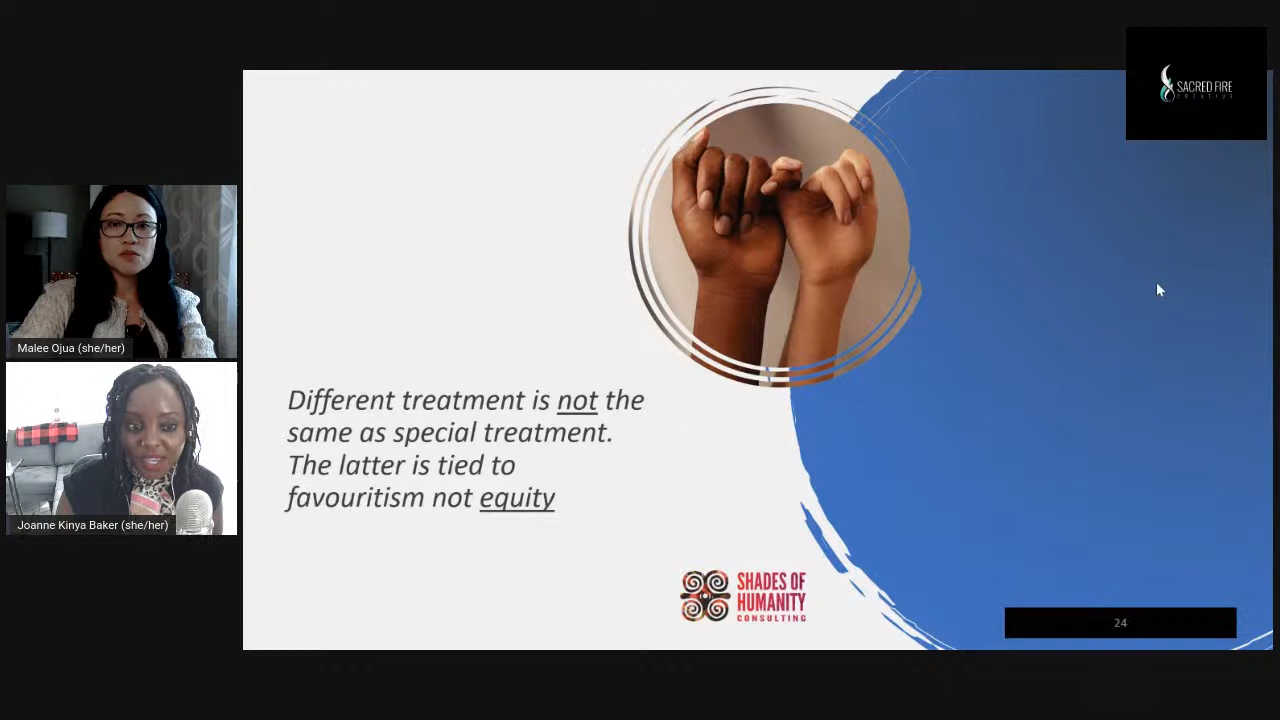 SACRED FIRE
CREATIVE
Malee Ojua (she/her)
Joanne Kinya Baker (she/her)
Different treatment is not the
same as special treatment.
The latter is tied to
favouritism not equity
SHADES OF
HUMANITY
CONSULTING
24